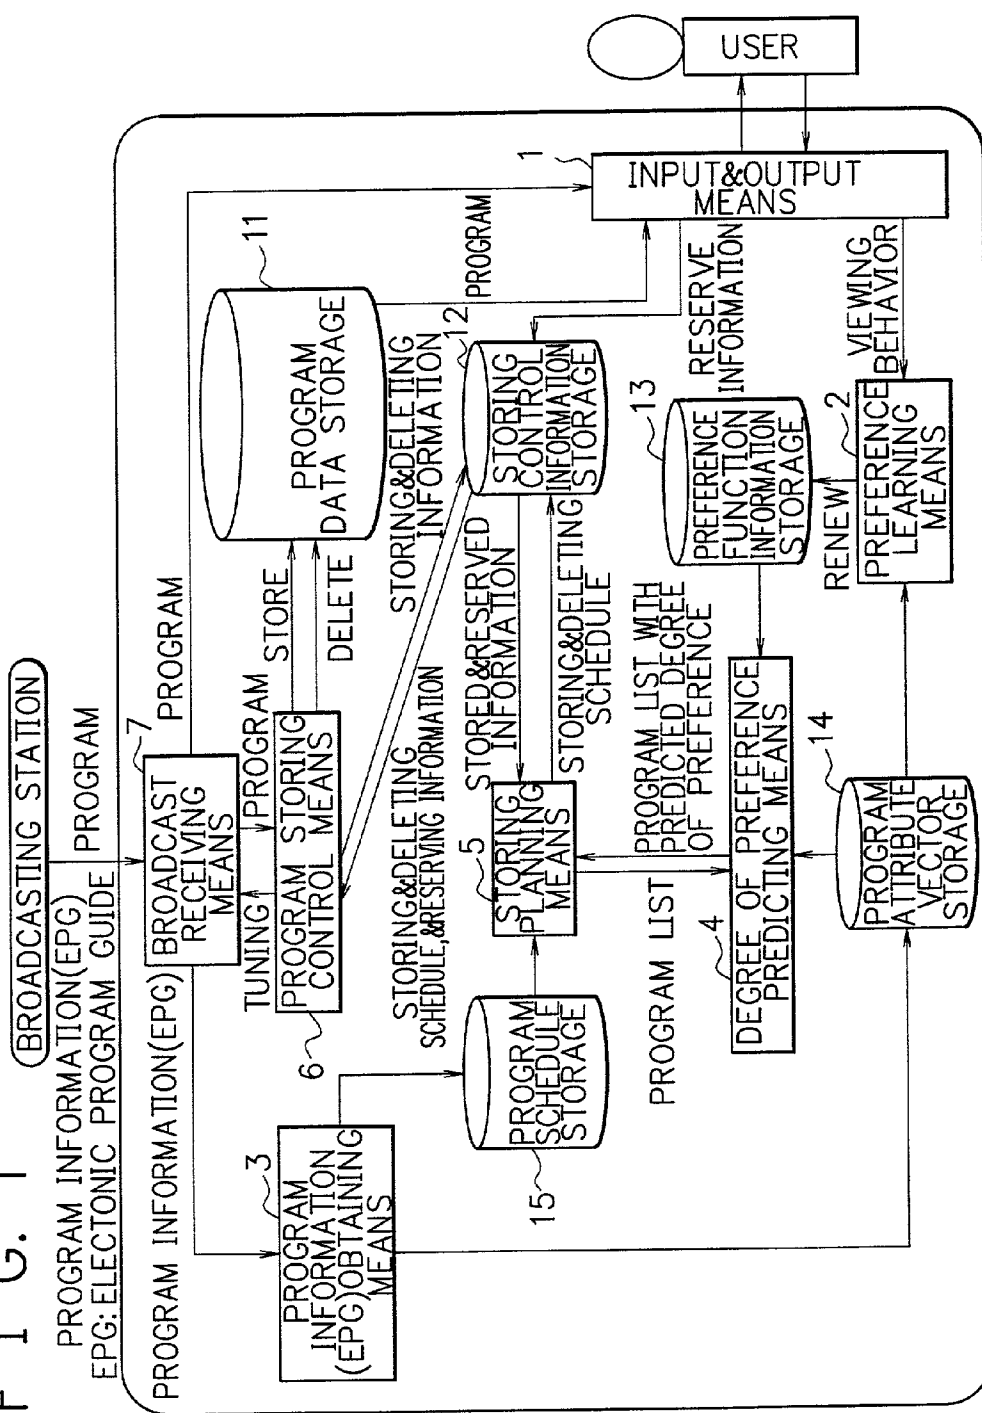 FIG. 1
BROADCASTING STATION
PROGRAM INFORMATION(EPG)
EPG:ELECTONIC PROGRAM GUIDE
PROGRAM
PROGRAM INFORMATION(EPG)
7
BROADCAST
RECEIVING
MEANS
PROGRAM
TUNING
PROGRAM
3
PROGRAM
INFORMATION
(EPG)OBTAINING
MEANS
6
PROGRAM STORING
CONTROL MEANS
STORE
DELETE
11
PROGRAM
DATA STORAGE
PROGRAM
STORING&DELETING
SCHEDULE,&RESERVING INFORMATION
STORING&DELETING
INFORMATION
12
STORING
CONTROL
INFORMATION
STORAGE
15
PROGRAM
SCHEDULE
STORAGE
5
STORING
PLANNING
MEANS
STORED&RESERVED
INFORMATION
STORING&DELETING
SCHEDULE
PROGRAM LIST
PROGRAM LIST WITH
PREDICTED DEGREE
OF PREFERENCE
4
DEGREE OF PREFERENCE
PREDICTING MEANS
13
PREFERENCE
FUNCTION
INFORMATION
STORAGE
RENEW
14
PROGRAM
ATTRIBUTE
VECTOR
STORAGE
2
PREFERENCE
LEARNING
MEANS
RESERVE
INFORMATION
VIEWING
BEHAVIOR
1
INPUT&OUTPUT
MEANS
USER